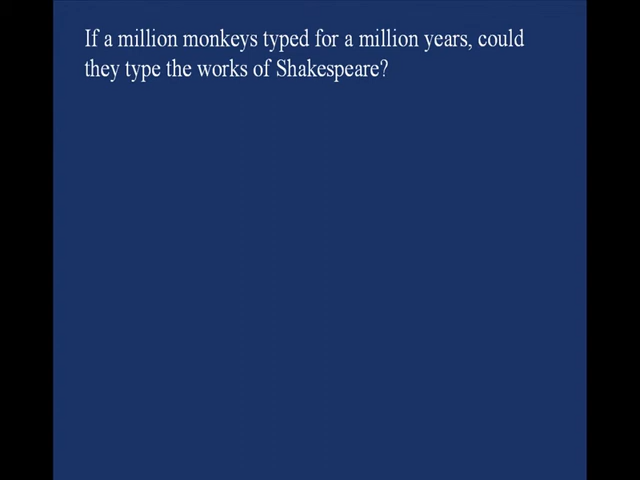 If a million monkeys typed for a million years, could
they type the works of Shakespeare?